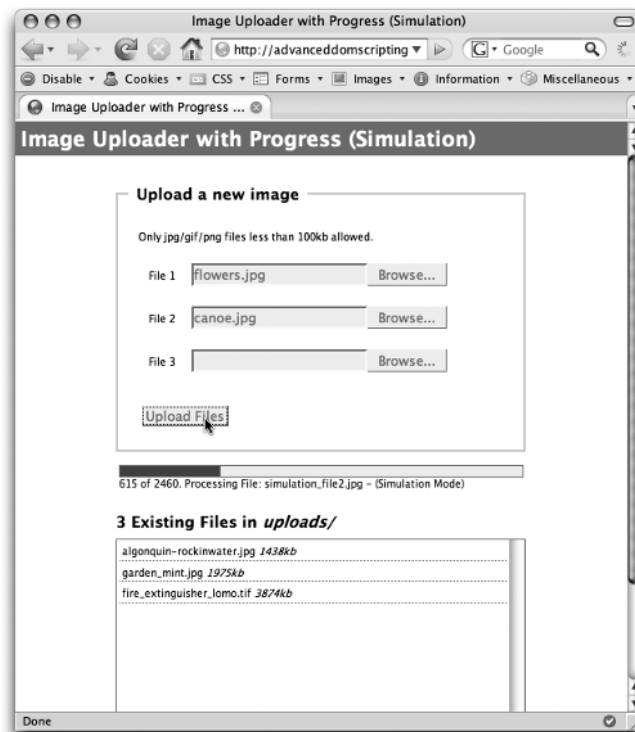 Image Uploader with Progress (Simulation)
http://advanceddomscripting
G Google
Disable Cookies CSS Forms Images Information Miscellaneous
Image Uploader with Progress ...
Image Uploader with Progress (Simulation)
Upload a new image
Only jpg/gif/png files less than 100kb allowed.
File 1 flowers.jpg Browse...
File 2 canoe.jpg Browse...
File 3 Browse...
Upload Files
615 of 2460. Processing File: simulation_file2.jpg - (Simulation Mode)
3 Existing Files in uploads/
algonquin-rockinwater.jpg 1438kb
garden_mint.jpg 1975kb
fire_extinguisher_lomo.tif 3874kb
Done